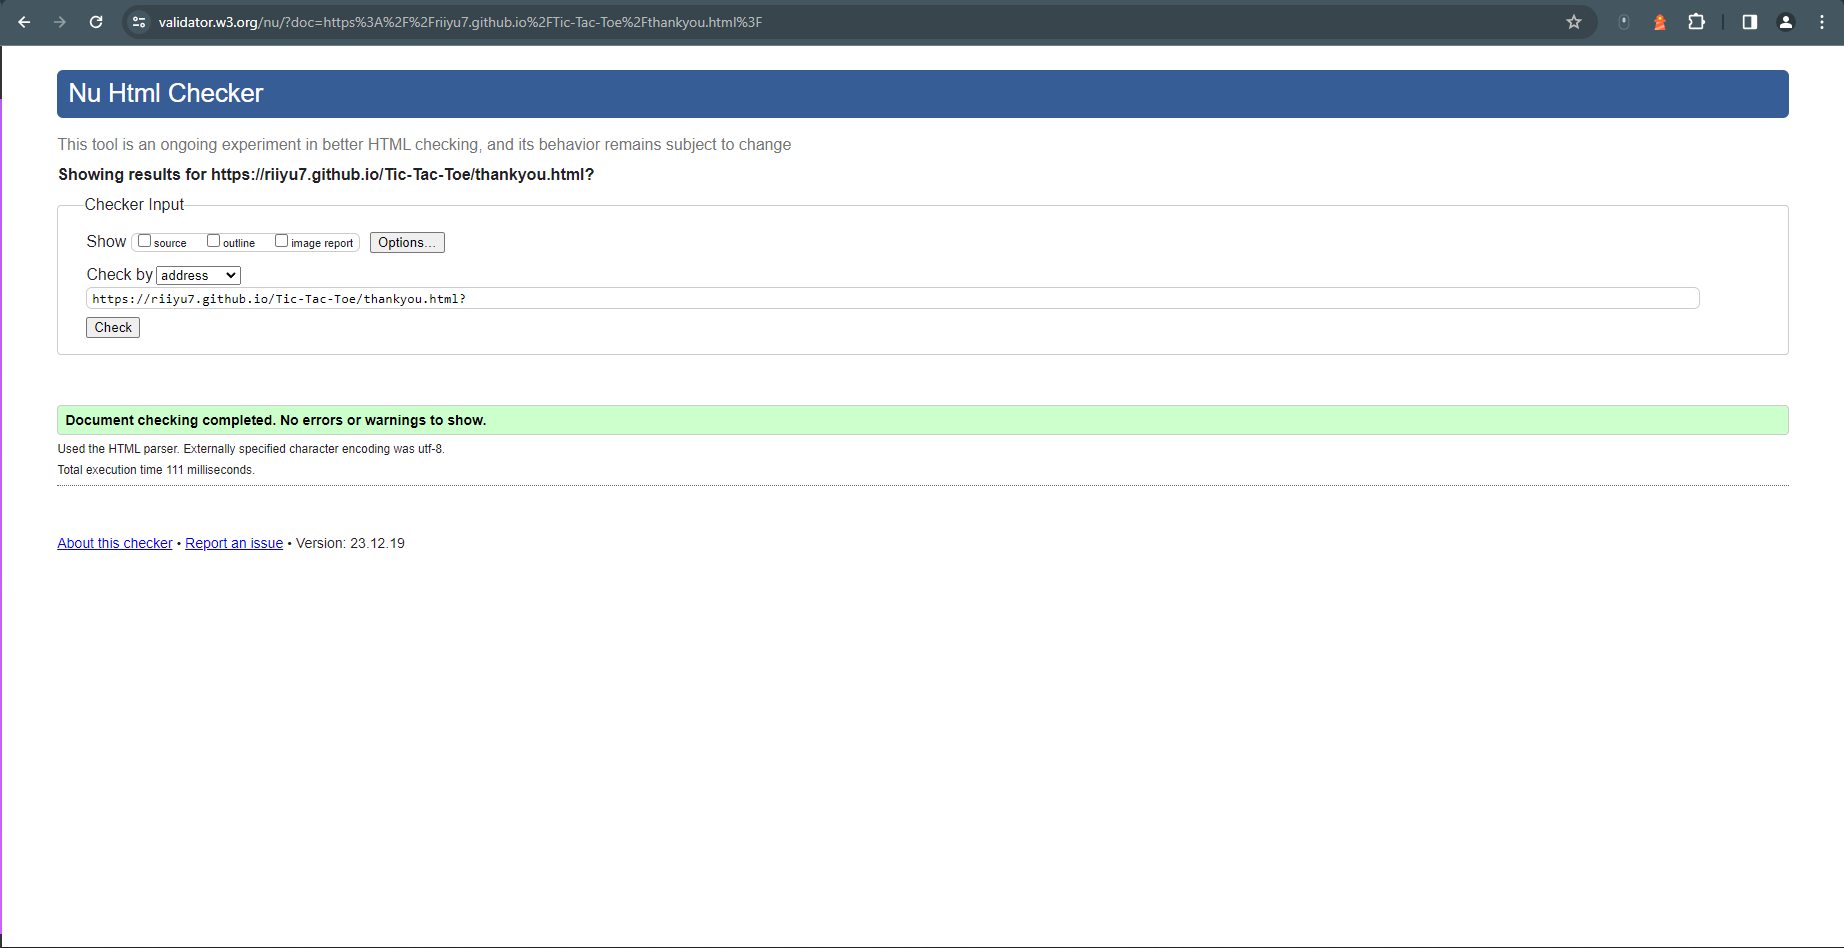 validator.w3.org/nu/?doc=https%3A%2F%2Friiyu7.github.io%2FTic-Tac-Toe%2Fthankyou.html%3F
Nu Html Checker
This tool is an ongoing experiment in better HTML checking, and its behavior remains subject to change
Showing results for https://riiyu7.github.io/Tic-Tac-Toe/thankyou.html?
Checker Input
Show source outline image report Options...
Check by address
https://riiyu7.github.io/Tic-Tac-Toe/thankyou.html?
Check
Document checking completed. No errors or warnings to show.
Used the HTML parser. Externally specified character encoding was utf-8.
Total execution time 111 milliseconds.
About this checker • Report an issue • Version: 23.12.19